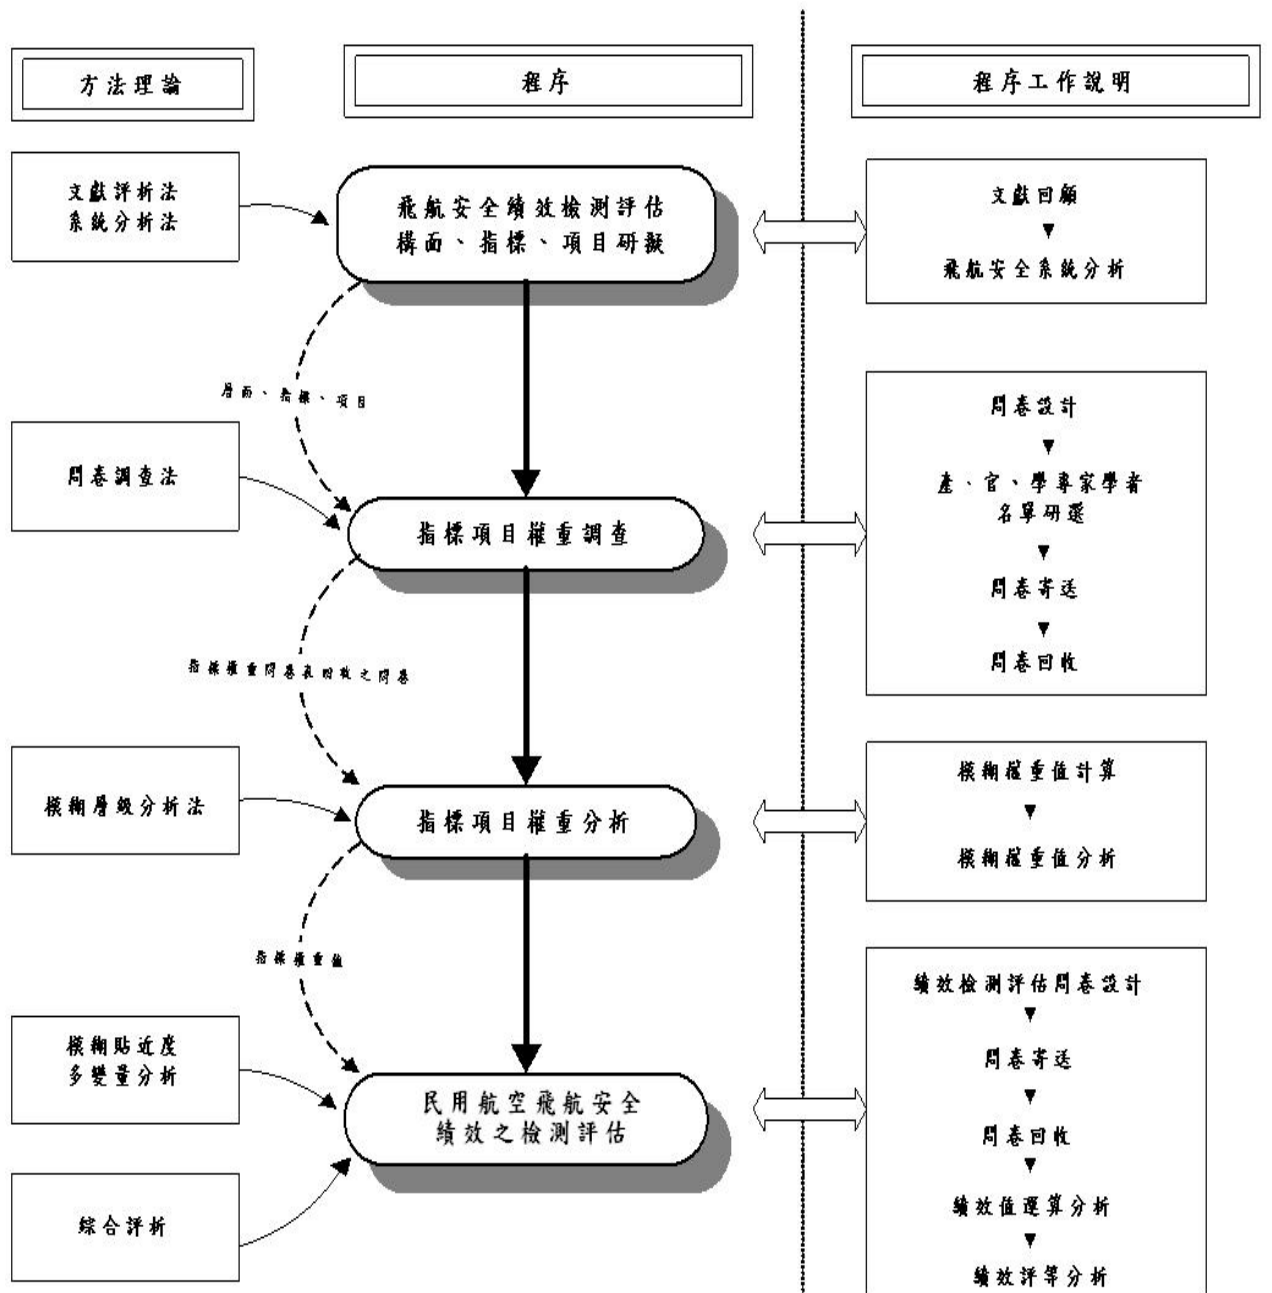 方法理論
程序
程序工作說明
文獻評析法
系統分析法
飛航安全績效檢測評估
構面、指標、項目研擬
文獻回顧
▼
飛航安全系統分析
層面、指標、項目
問卷調查法
指標項目權重調查
問卷設計
▼
產、官、學專家學者
名單研選
▼
問卷寄送
▼
問卷回收
指標權重問卷表回收之問卷
模糊層級分析法
指標項目權重分析
模糊權重值計算
▼
模糊權重值分析
指標權重值
模糊貼近度
多變量分析
綜合評析
民用航空飛航安全
績效之檢測評估
績效檢測評估問卷設計
▼
問卷寄送
▼
問卷回收
▼
績效值運算分析
▼
績效評等分析